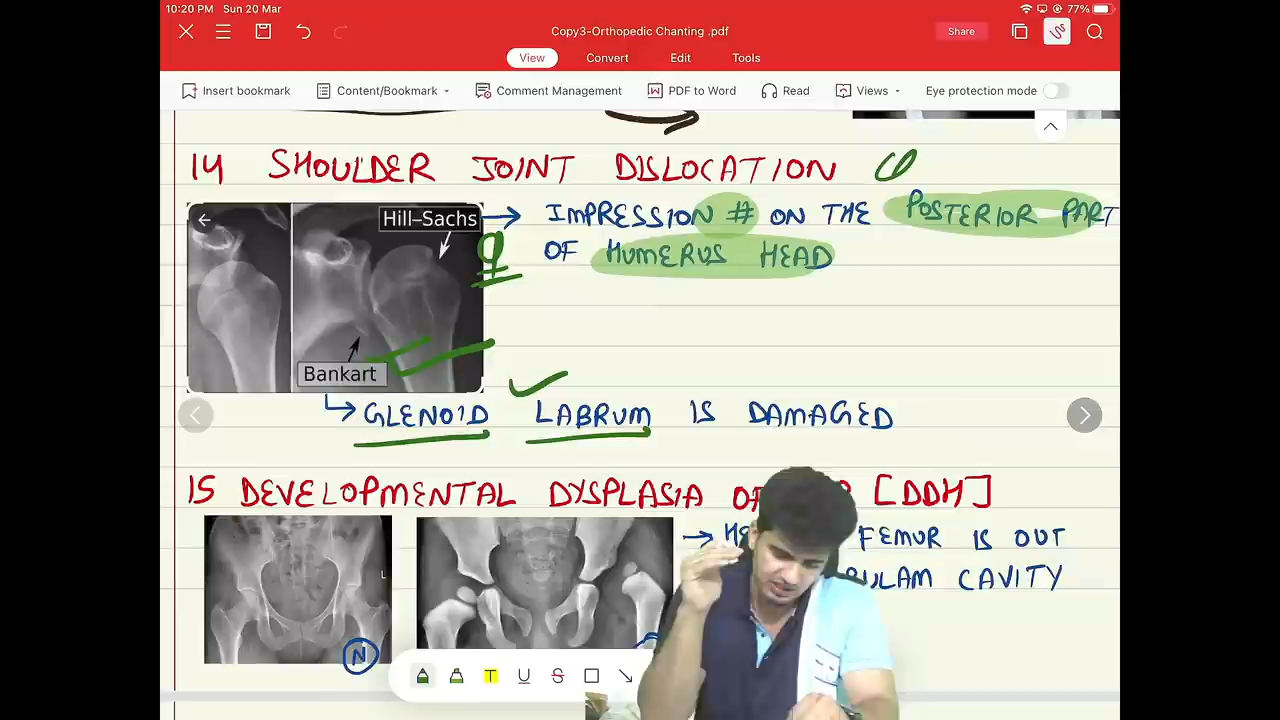 10:20 PM Sun 20 Mar
77%
Copy3-Orthopedic Chanting .pdf
Share
View Convert Edit Tools
Insert bookmark Content/Bookmark Comment Management PDF to Word Read Views Eye protection mode
14 SHOULDER JOINT DISLOCATION
Hill–Sachs
→ IMPRESSION # ON THE POSTERIOR PART
OF HUMERUS HEAD
Bankart
↳ GLENOID LABRUM IS DAMAGED
15 DEVELOPMENTAL DYSPLASIA [DDH]
L
→ FEMUR IS OUT
CAVITY
N
T U S